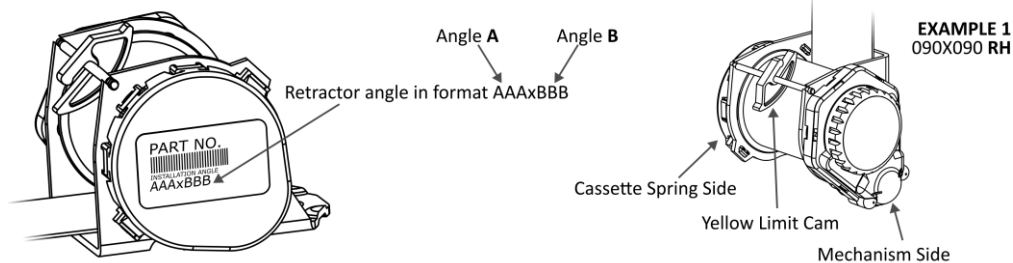 Angle A
Angle B
Retractor angle in format AAAxBBB
PART NO.
INSTALLATION ANGLE
AAAxBBB
EXAMPLE 1
090X090 RH
Cassette Spring Side
Yellow Limit Cam
Mechanism Side